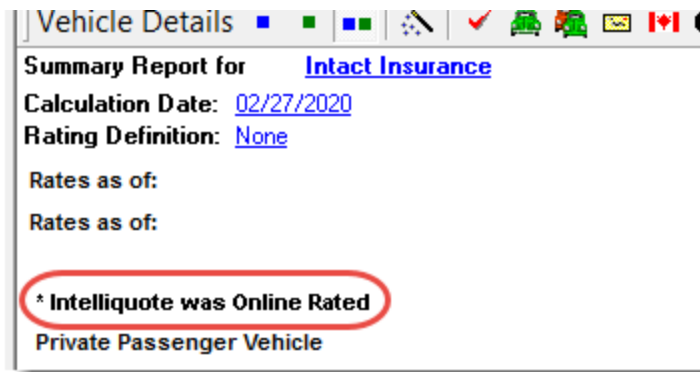 Vehicle Details
Summary Report for Intact Insurance
Calculation Date: 02/27/2020
Rating Definition: None
Rates as of:
Rates as of:
* Intelliquote was Online Rated
Private Passenger Vehicle